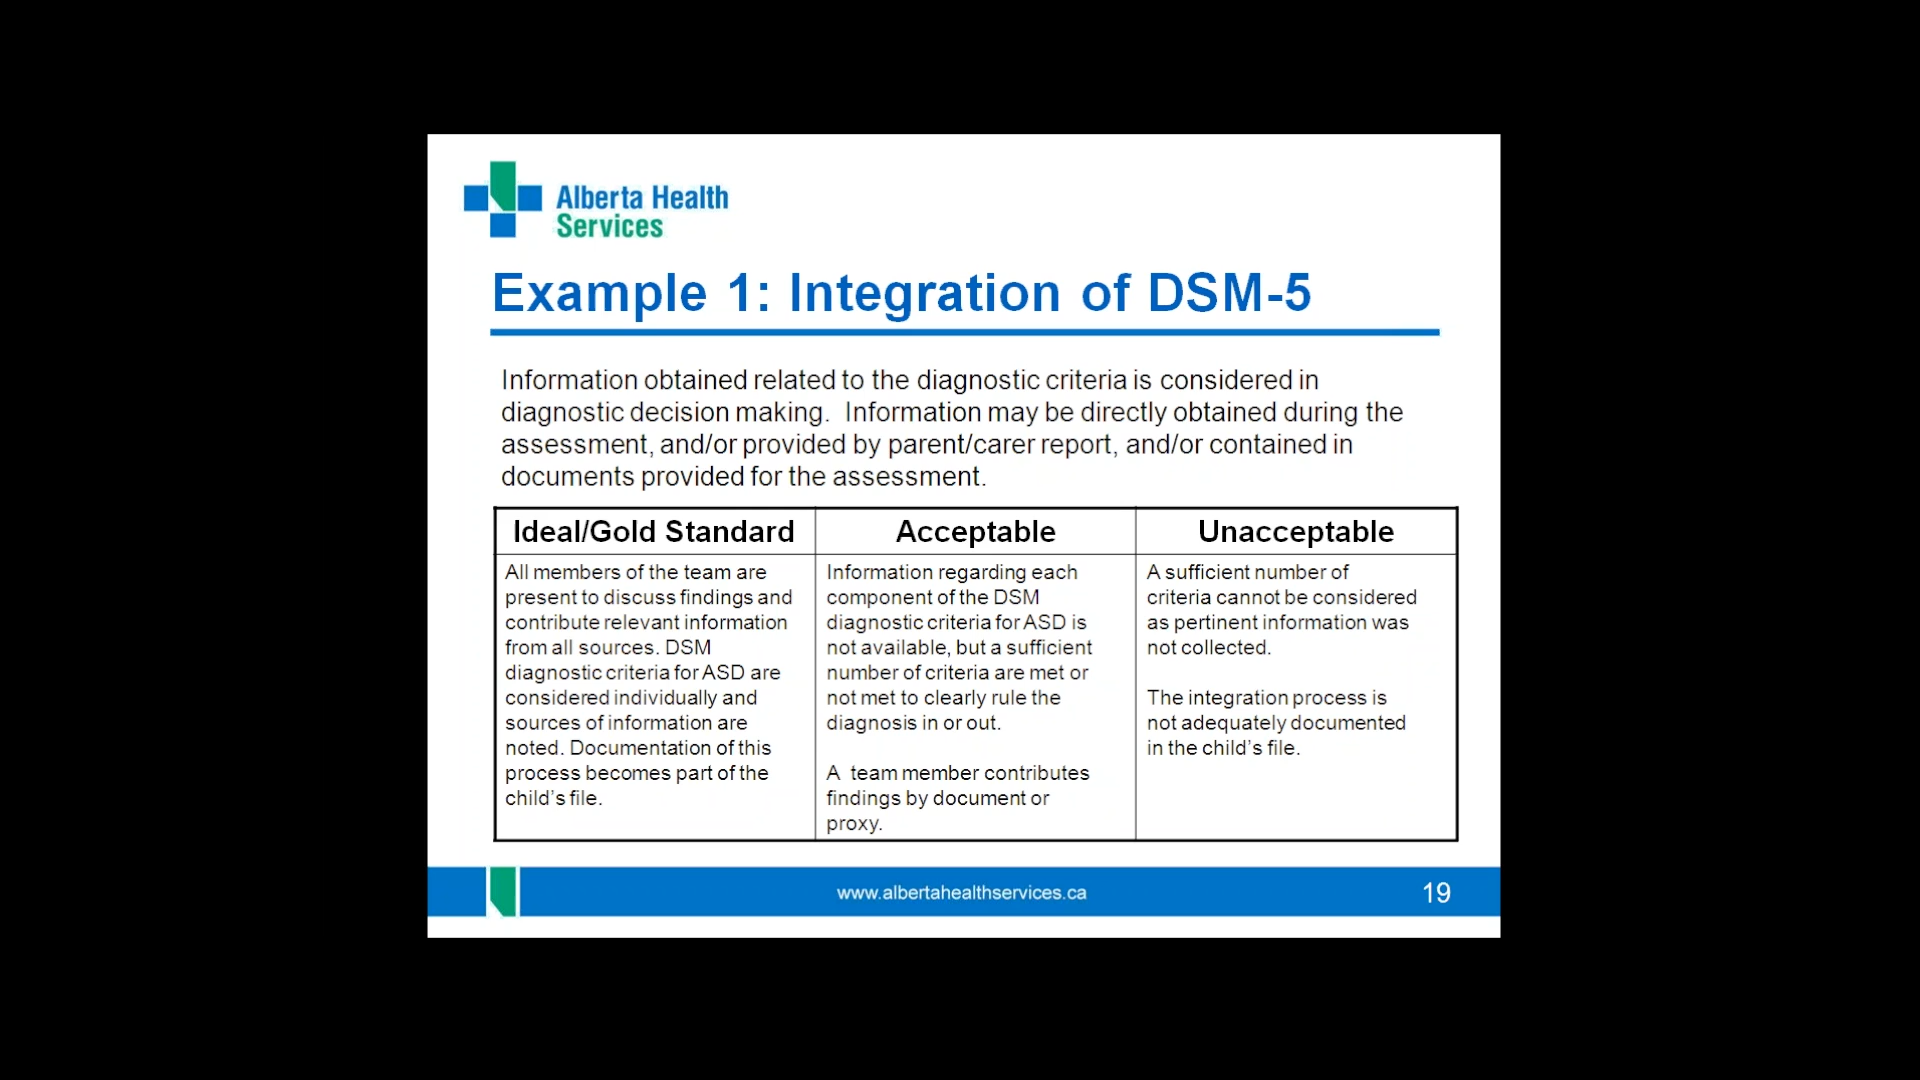 Alberta Health
Services
Example 1: Integration of DSM-5
Information obtained related to the diagnostic criteria is considered in
diagnostic decision making.  Information may be directly obtained during the
assessment, and/or provided by parent/carer report, and/or contained in
documents provided for the assessment.
Ideal/Gold Standard
All members of the team are
present to discuss findings and
contribute relevant information
from all sources. DSM
diagnostic criteria for ASD are
considered individually and
sources of information are
noted. Documentation of this
process becomes part of the
child's file.
Acceptable
Information regarding each
component of the DSM
diagnostic criteria for ASD is
not available, but a sufficient
number of criteria are met or
not met to clearly rule the
diagnosis in or out.
A  team member contributes
findings by document or
proxy.
Unacceptable
A sufficient number of
criteria cannot be considered
as pertinent information was
not collected.
The integration process is
not adequately documented
in the child's file.
www.albertahealthservices.ca
19